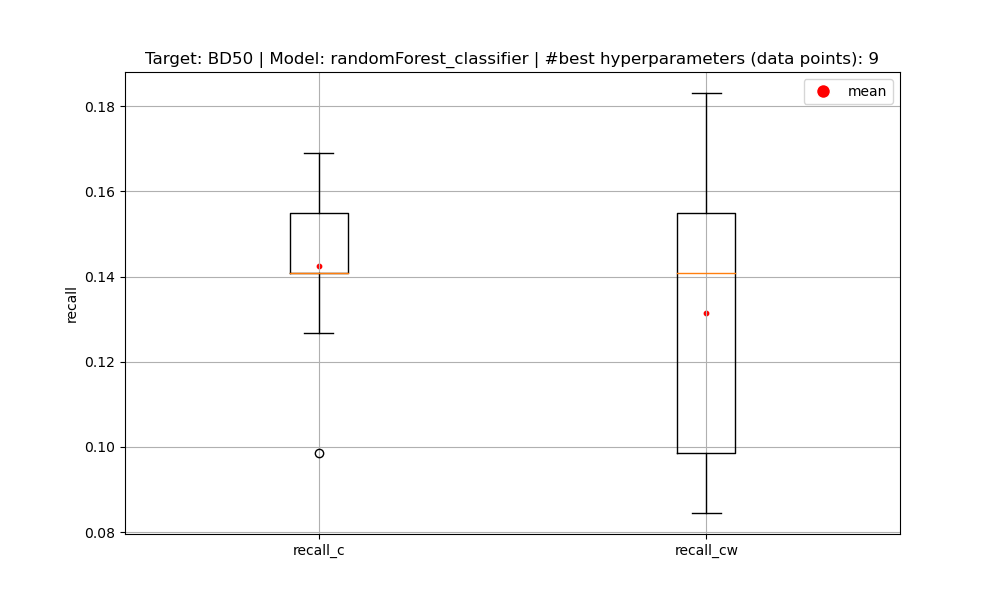 Target: BD50 | Model: randomForest_classifier | #best hyperparameters (data points): 9
mean
0.18
0.16
0.14
0.12
0.10
0.08
recall
recall_c
recall_cw